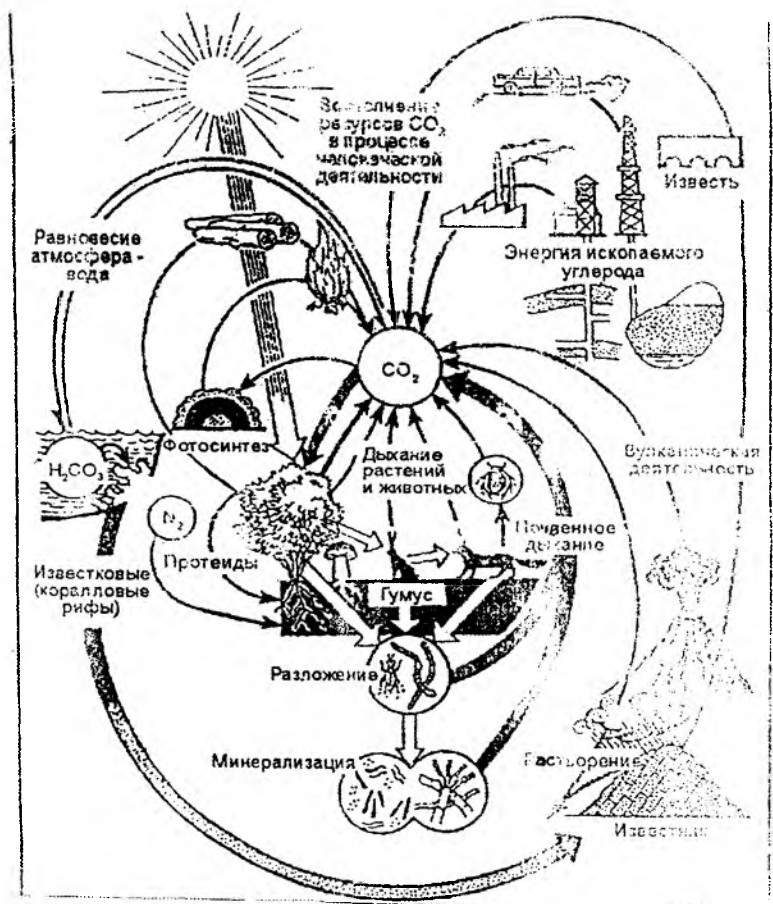 Восполнение
ресурсов CO₂
в процессе
человеческой
деятельности
Известь
Равновесие
атмосфера -
вода
Энергия ископаемого
углерода
CO₂
Фотосинтез
H₂CO₃
Дыхание
растений
и животных
Вулканическая
деятельность
N₂
Почвенное
дыхание
Протеиды
Известковые
(коралловые
рифы)
Гумус
Разложение
Минерализация
Растворение
Известняк